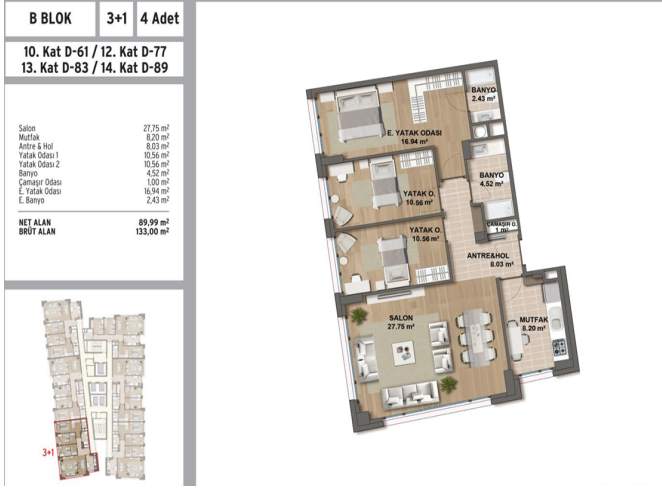 B BLOK 3+1 4 Adet
10. Kat D-61 / 12. Kat D-77
13. Kat D-83 / 14. Kat D-89
Salon 27,75 m²
Mutfak 8,20 m²
Antre & Hol 8,03 m²
Yatak Odası 1 10,56 m²
Yatak Odası 2 10,56 m²
Banyo 4,52 m²
Çamaşır Odası 1,00 m²
E. Yatak Odası 16,94 m²
E. Banyo 2,43 m²
NET ALAN 89,99 m²
BRÜT ALAN 133,00 m²
3+1
BANYO
2.43 m²
E. YATAK ODASI
16.94 m²
BANYO
4.52 m²
YATAK O.
10.56 m²
ÇAMAŞIR O.
1 m²
YATAK O.
10.56 m²
ANTRE&HOL
8.03 m²
SALON
27.75 m²
MUTFAK
8.20 m²